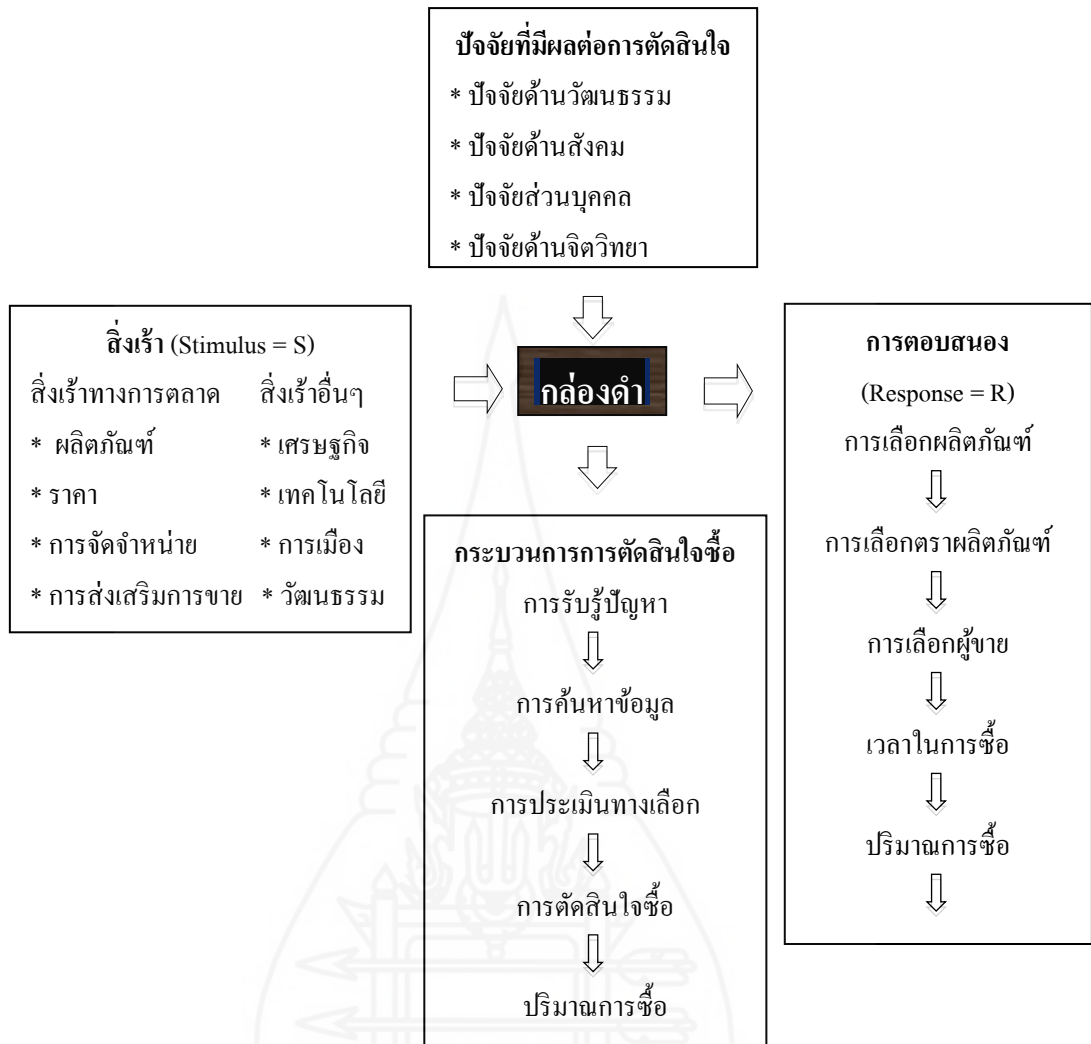 ปัจจัยที่มีผลต่อการตัดสินใจ
* ปัจจัยด้านวัฒนธรรม
* ปัจจัยด้านสังคม
* ปัจจัยส่วนบุคคล
* ปัจจัยด้านจิตวิทยา
สิ่งเร้า (Stimulus = S)
สิ่งเร้าทางการตลาด สิ่งเร้าอื่นๆ
* ผลิตภัณฑ์ * เศรษฐกิจ
* ราคา * เทคโนโลยี
* การจัดจำหน่าย * การเมือง
* การส่งเสริมการขาย * วัฒนธรรม
กล่องดำ
กระบวนการการตัดสินใจซื้อ
การรับรู้ปัญหา
การค้นหาข้อมูล
การประเมินทางเลือก
การตัดสินใจซื้อ
ปริมาณการซื้อ
การตอบสนอง
(Response = R)
การเลือกผลิตภัณฑ์
การเลือกตราผลิตภัณฑ์
การเลือกผู้ขาย
เวลาในการซื้อ
ปริมาณการซื้อ